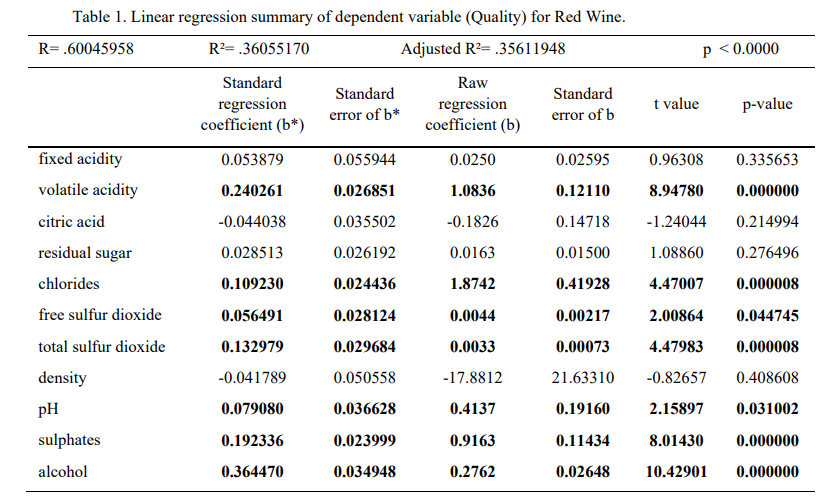 Table 1. Linear regression summary of dependent variable (Quality) for Red Wine.
R= .60045958 R²= .36055170 Adjusted R²= .35611948 p < 0.0000
Standard regression coefficient (b*) Standard error of b* Raw regression coefficient (b) Standard error of b t value p-value
fixed acidity 0.053879 0.055944 0.0250 0.02595 0.96308 0.335653
volatile acidity 0.240261 0.026851 1.0836 0.12110 8.94780 0.000000
citric acid -0.044038 0.035502 -0.1826 0.14718 -1.24044 0.214994
residual sugar 0.028513 0.026192 0.0163 0.01500 1.08860 0.276496
chlorides 0.109230 0.024436 1.8742 0.41928 4.47007 0.000008
free sulfur dioxide 0.056491 0.028124 0.0044 0.00217 2.00864 0.044745
total sulfur dioxide 0.132979 0.029684 0.0033 0.00073 4.47983 0.000008
density -0.041789 0.050558 -17.8812 21.63310 -0.82657 0.408608
pH 0.079080 0.036628 0.4137 0.19160 2.15897 0.031002
sulphates 0.192336 0.023999 0.9163 0.11434 8.01430 0.000000
alcohol 0.364470 0.034948 0.2762 0.02648 10.42901 0.000000